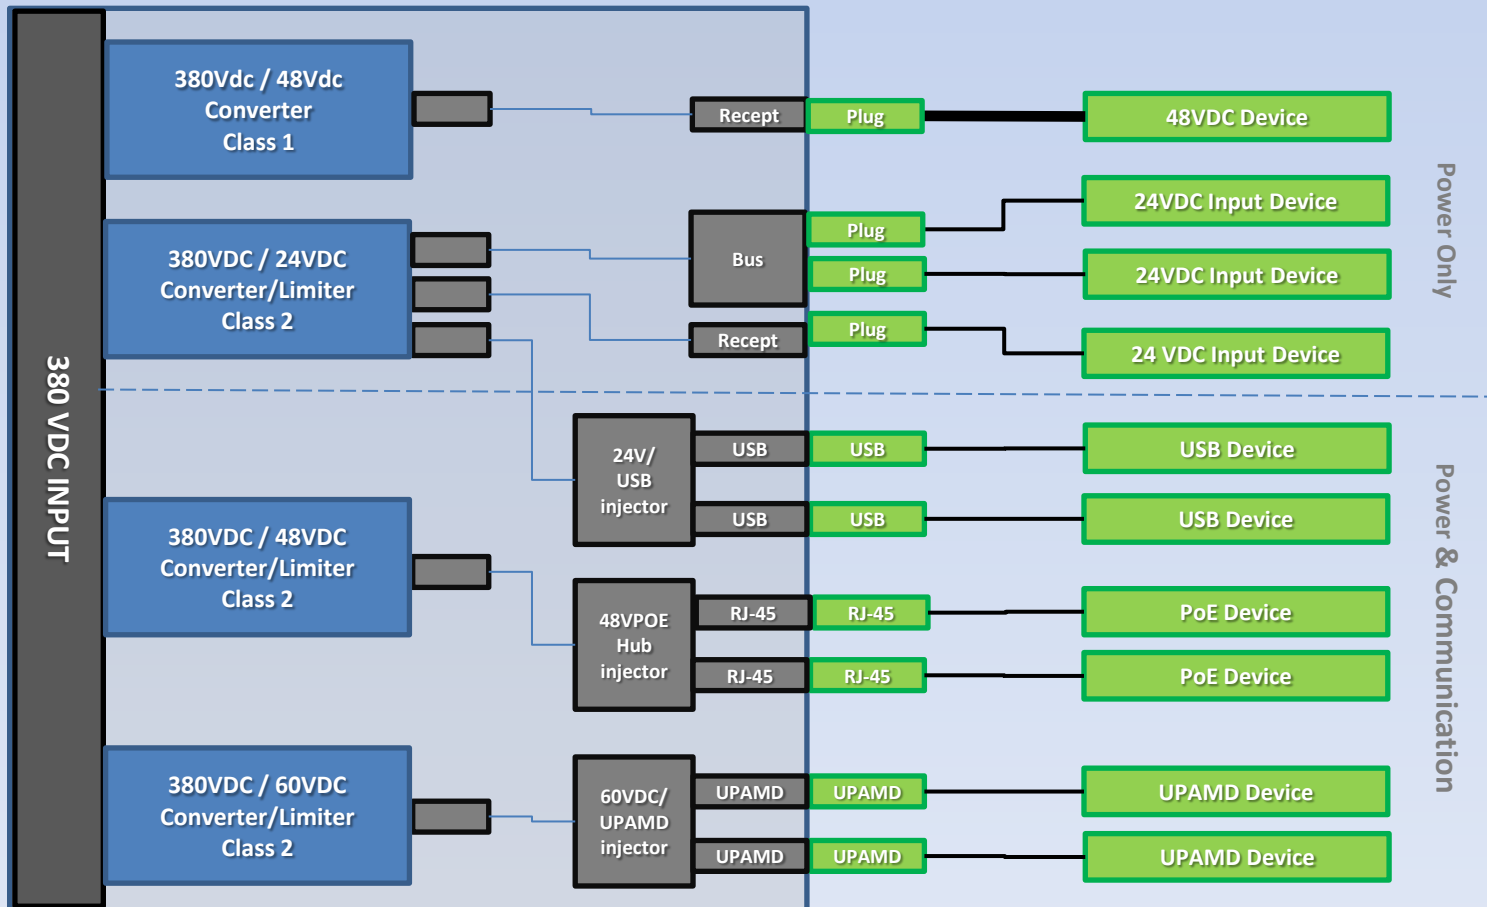 380 VDC INPUT
380Vdc / 48Vdc
Converter
Class 1
Recept
Plug
48VDC Device
380VDC / 24VDC
Converter/Limiter
Class 2
Bus
Plug
24VDC Input Device
Plug
24VDC Input Device
Recept
Plug
24 VDC Input Device
Power Only
24V/
USB
injector
USB
USB
USB Device
USB
USB
USB Device
380VDC / 48VDC
Converter/Limiter
Class 2
48VPOE
Hub
injector
RJ-45
RJ-45
PoE Device
RJ-45
RJ-45
PoE Device
380VDC / 60VDC
Converter/Limiter
Class 2
60VDC/
UPAMD
injector
UPAMD
UPAMD
UPAMD Device
UPAMD
UPAMD
UPAMD Device
Power & Communication